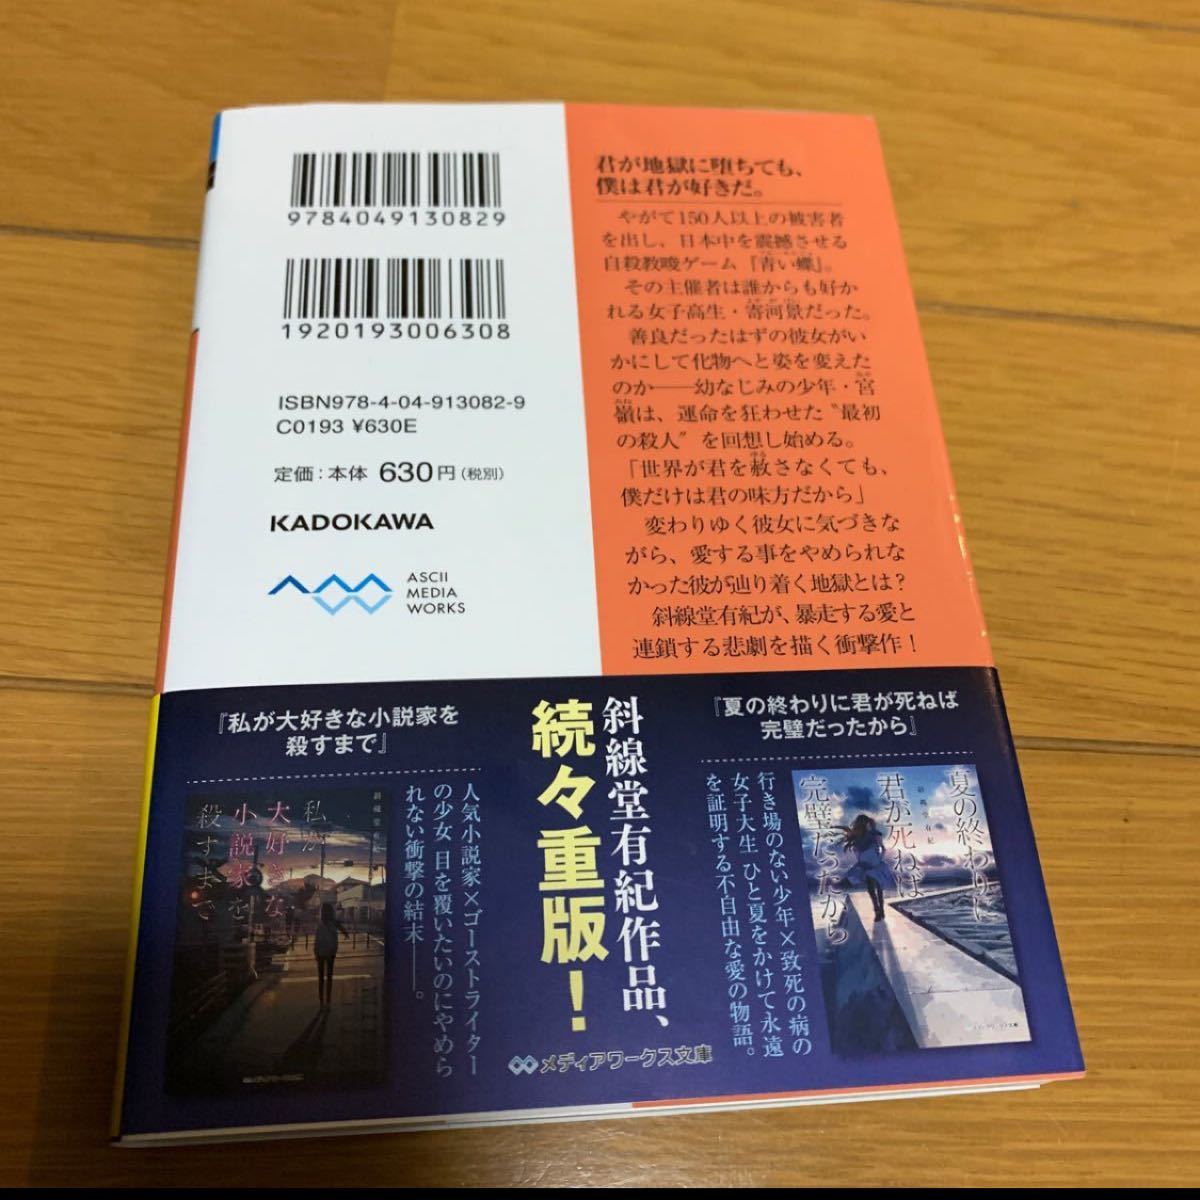 9784049130829
1920193006308
ISBN978-4-04-913082-9
C0193 ¥630E
定価：本体 630円（税別）
KADOKAWA
ASCII
MEDIA
WORKS
君が地獄に堕ちても、
僕は君が好きだ。
やがて150人以上の被害者
を出し、日本中を震撼させる
自殺教唆ゲーム『青い蝶』。
その主催者は誰からも好か
れる女子高生・寄河景だった。
善良だったはずの彼女がい
かにして化物へと姿を変えた
のか――幼なじみの少年・宮
嶺は、運命を狂わせた〝最初
の殺人〟を回想し始める。
「世界が君を赦さなくても、
僕だけは君の味方だから」
変わりゆく彼女に気づきな
がら、愛する事をやめられな
かった彼が辿り着く地獄とは？
斜線堂有紀が、暴走する愛と
連鎖する悲劇を描く衝撃作！
斜線堂有紀作品、
続々重版！
『夏の終わりに君が死ねば
完璧だったから』
行き場のない少年×致死の病の
女子大生 ひと夏をかけて永遠
を証明する不自由な愛の物語。
夏の終わりに
君が死ねば
完璧だったから
斜線堂有紀
『私が大好きな小説家を
殺すまで』
人気小説家×ゴーストライター
の少女 目を覆いたいのにやめら
れない衝撃の結末――。
私が
大好きな
小説家を
殺すまで
斜線堂有紀
メディアワークス文庫